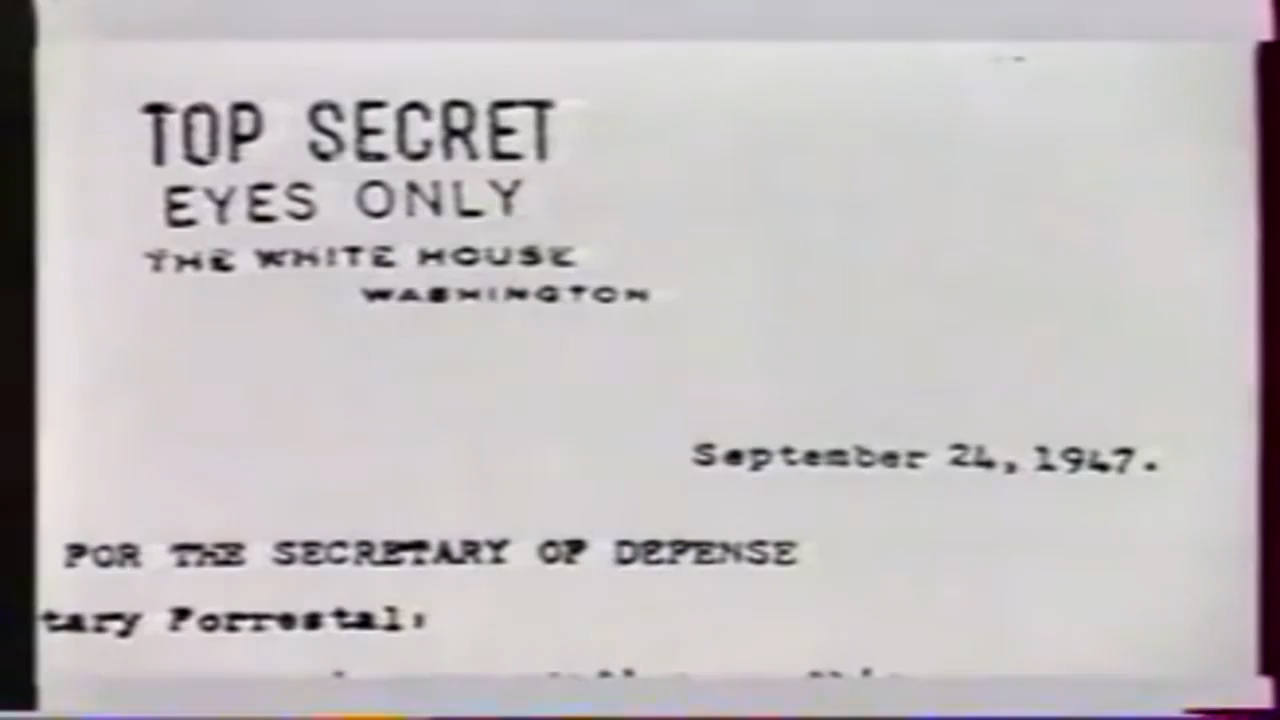 TOP SECRET
EYES ONLY
THE WHITE HOUSE
WASHINGTON
September 24, 1947.
FOR THE SECRETARY OF DEFENSE
tary Forrestal: